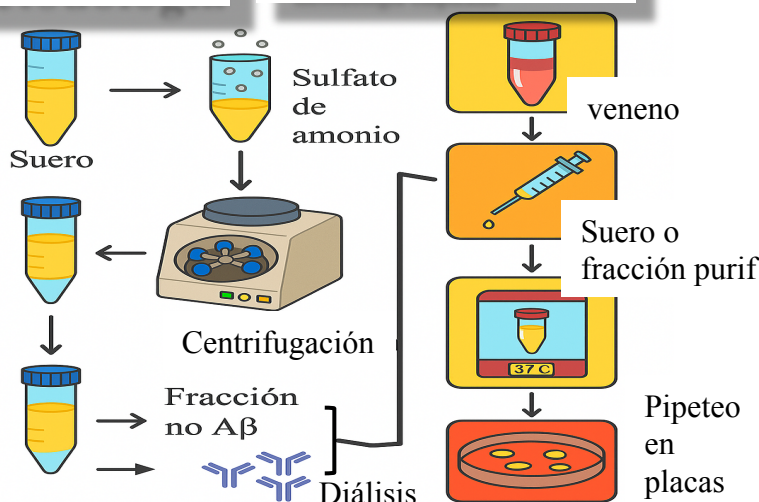 Suero
Sulfato
de
amonio
Centrifugación
Fracción
no Aβ
Diálisis
veneno
Suero o
fracción purif
37 C
Pipeteo
en
placas